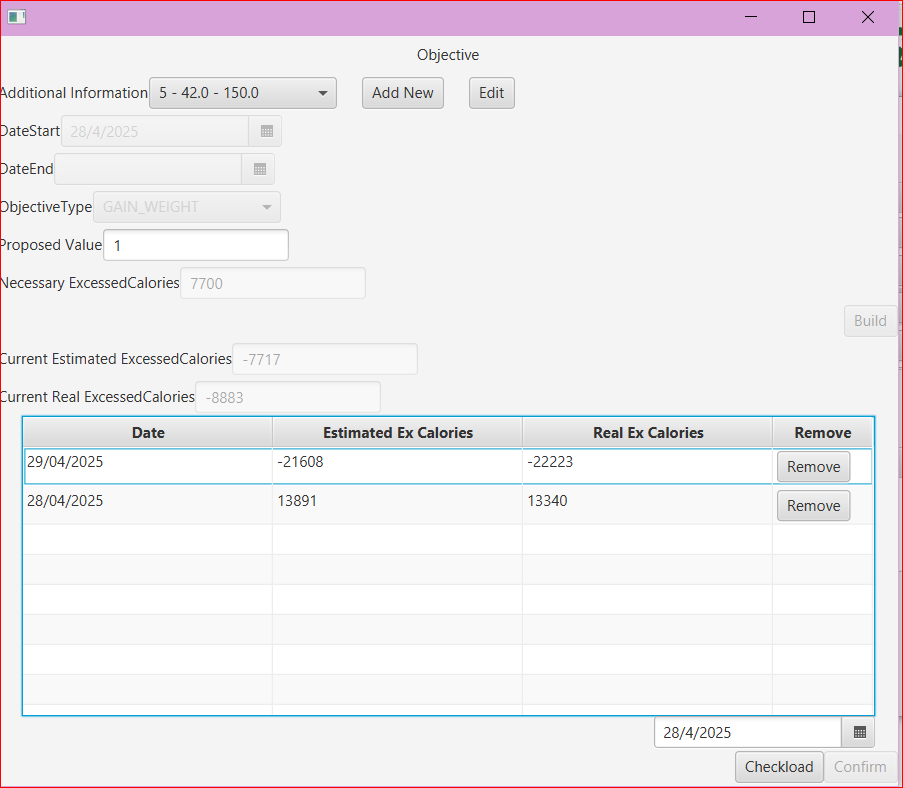 Objective
Additional Information 5 - 42.0 - 150.0 Add New Edit
DateStart 28/4/2025
DateEnd
ObjectiveType GAIN_WEIGHT
Proposed Value 1
Necessary ExcessedCalories 7700
Build
Current Estimated ExcessedCalories -7717
Current Real ExcessedCalories -8883
Date Estimated Ex Calories Real Ex Calories Remove
29/04/2025 -21608 -22223 Remove
28/04/2025 13891 13340 Remove
28/4/2025
Checkload Confirm